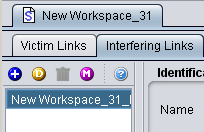 S New Workspace_31
Victim Links Interfering Links
D M ?
Identifica
New Workspace_31_
Name